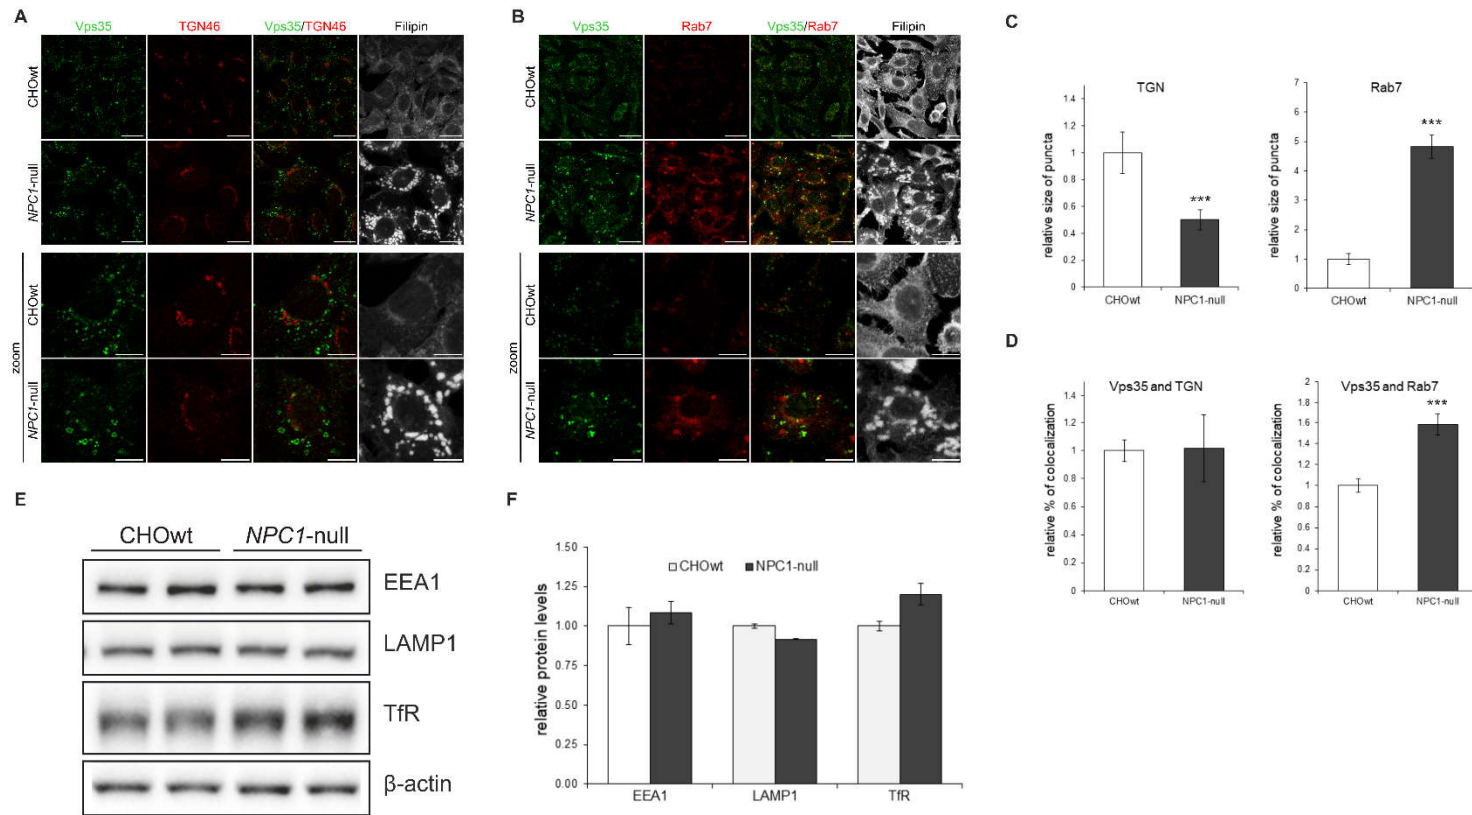 A
Vps35 TGN46 Vps35/TGN46 Filipin
CHOwt
NPC1-null
zoom
CHOwt
NPC1-null
B
Vps35 Rab7 Vps35/Rab7 Filipin
CHOwt
NPC1-null
zoom
CHOwt
NPC1-null
C
TGN
relative size of puncta
1.4
1.2
1
0.8
0.6
0.4
0.2
0
***
CHOwt NPC1-null
Rab7
relative size of puncta
7
6
5
4
3
2
1
0
***
CHOwt NPC1-null
D
Vps35 and TGN
relative % of colocalization
1.4
1.2
1
0.8
0.6
0.4
0.2
0
CHOwt NPC1-null
Vps35 and Rab7
relative % of colocalization
2
1.8
1.6
1.4
1.2
1
0.8
0.6
0.4
0.2
0
***
CHOwt NPC1-null
E
CHOwt NPC1-null
EEA1
LAMP1
TfR
β-actin
F
relative protein levels
1.50
1.25
1.00
0.75
0.50
0.25
0.00
CHOwt NPC1-null
EEA1 LAMP1 TfR